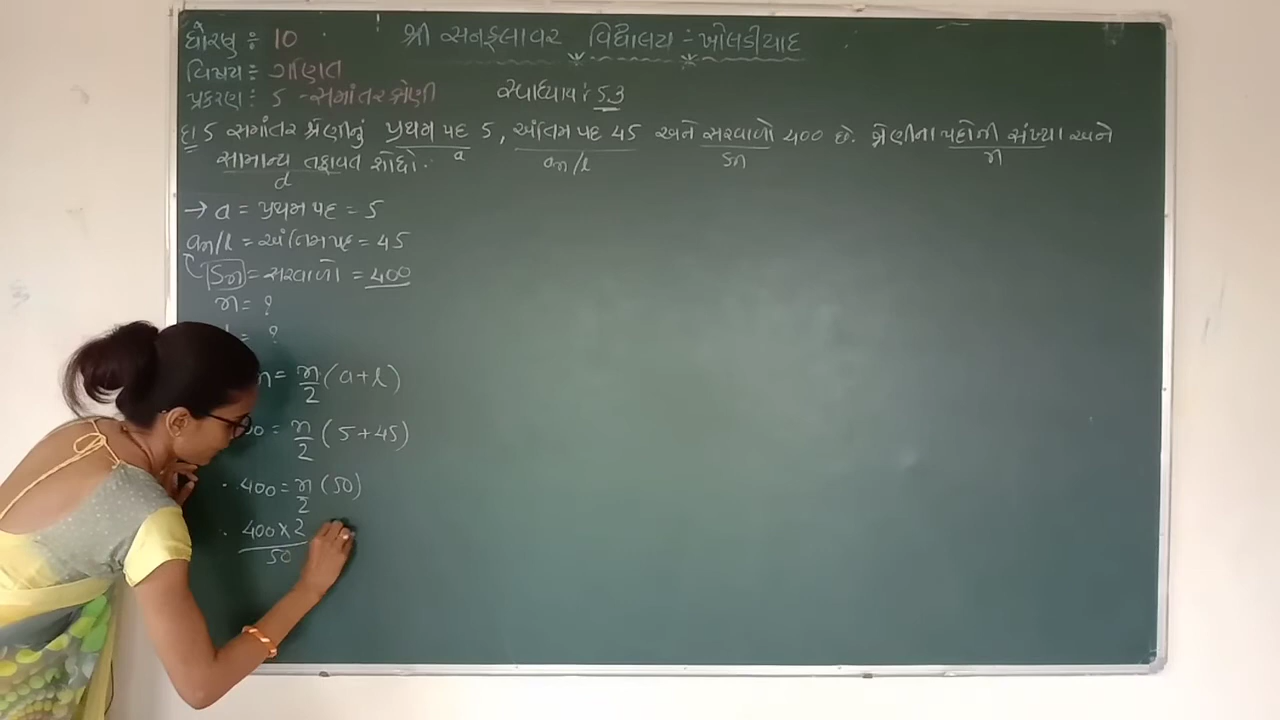 ધોરણ ÷ 10
શ્રી સનફલાવર વિદ્યાલય - ખોલડીયાદ
વિષય ÷ ગણિત
પ્રકરણ : 5 - સમાંતર શ્રેણી સ્વાધ્યાય : 5.3
દા 5 સમાંતર શ્રેણીનું પ્રથમ પદ 5, અંતિમ પદ 45 અને સરવાળો 400 છે. શ્રેણીના પદોની સંખ્યા અને
a an/l Sn n
સામાન્ય તફાવત શોધો.
d
→ a = પ્રથમ પદ = 5
an/l = અંતિમ પદ = 45
Sn = સરવાળો = 400
n = ?
= ?
n = n/2 (a+l)
00 = n/2 (5+45)
400 = n/2 (50)
400×2
50